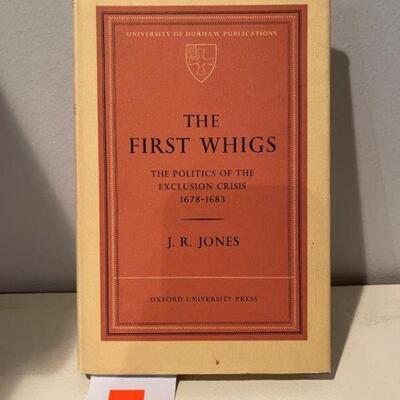 UNIVERSITY OF DURHAM PUBLICATIONS
THE
FIRST WHIGS
THE POLITICS OF THE
EXCLUSION CRISIS
1678–1683
J. R. JONES
OXFORD UNIVERSITY PRESS